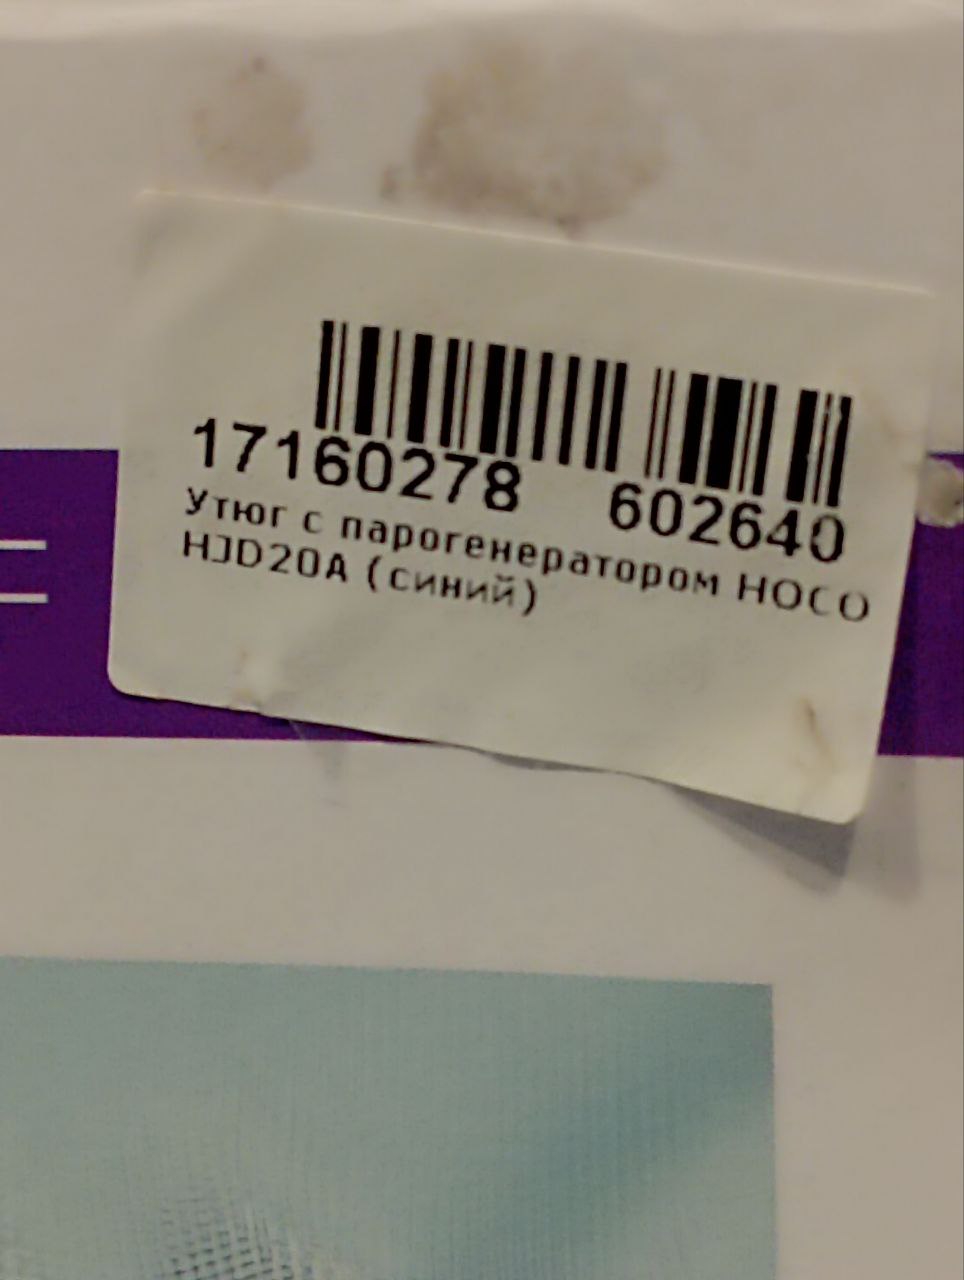 17160278 602640
Утюг с парогенератором HOCO
HJD20A (синий)